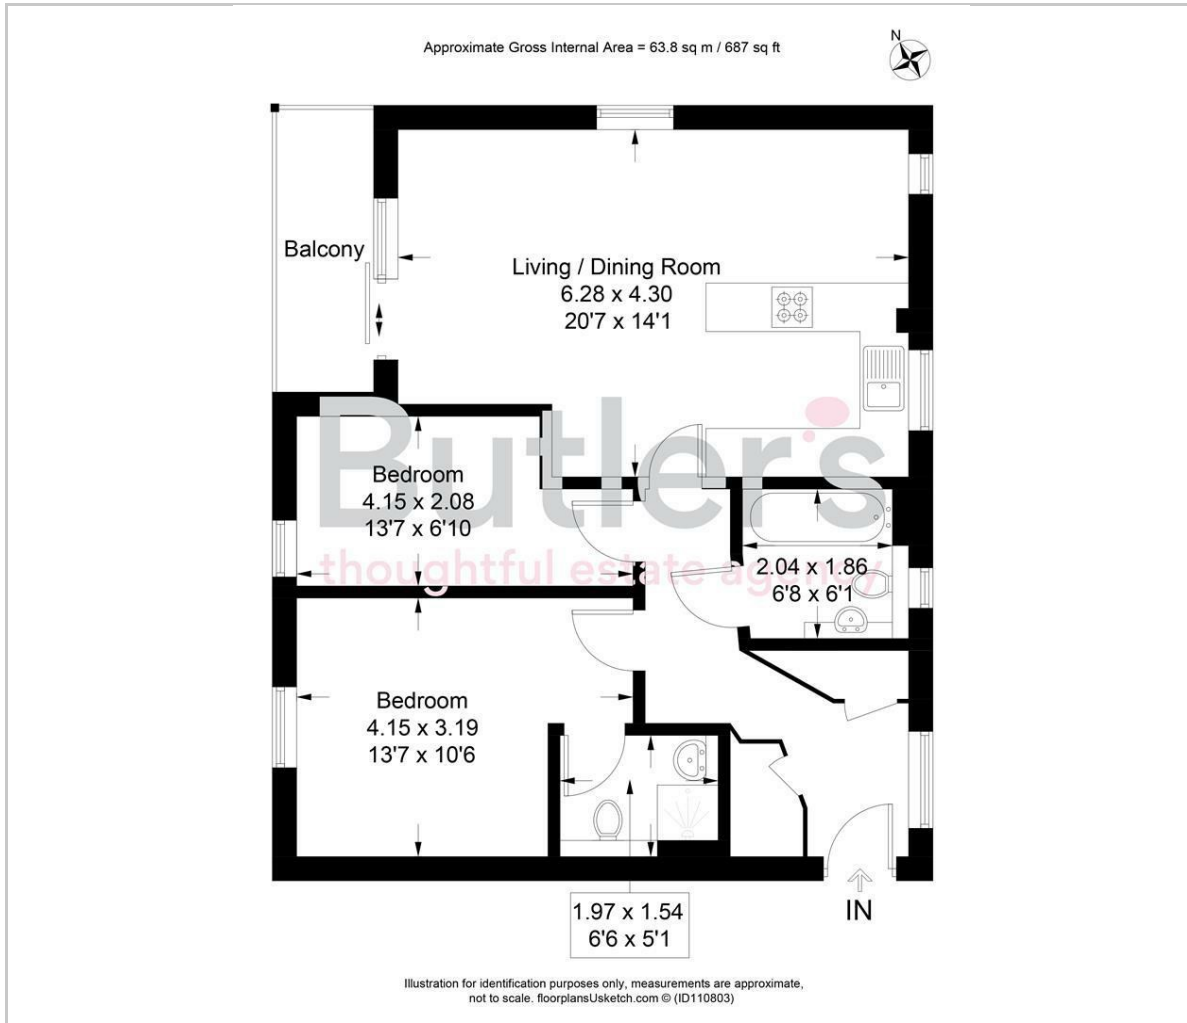 Approximate Gross Internal Area = 63.8 sq m / 687 sq ft
N
Balcony
Living / Dining Room
6.28 x 4.30
20'7 x 14'1
Butler's
thoughtful estate agency
Bedroom
4.15 x 2.08
13'7 x 6'10
2.04 x 1.86
6'8 x 6'1
Bedroom
4.15 x 3.19
13'7 x 10'6
1.97 x 1.54
6'6 x 5'1
IN
Illustration for identification purposes only, measurements are approximate,
not to scale. floorplansUsketch.com © (ID110803)